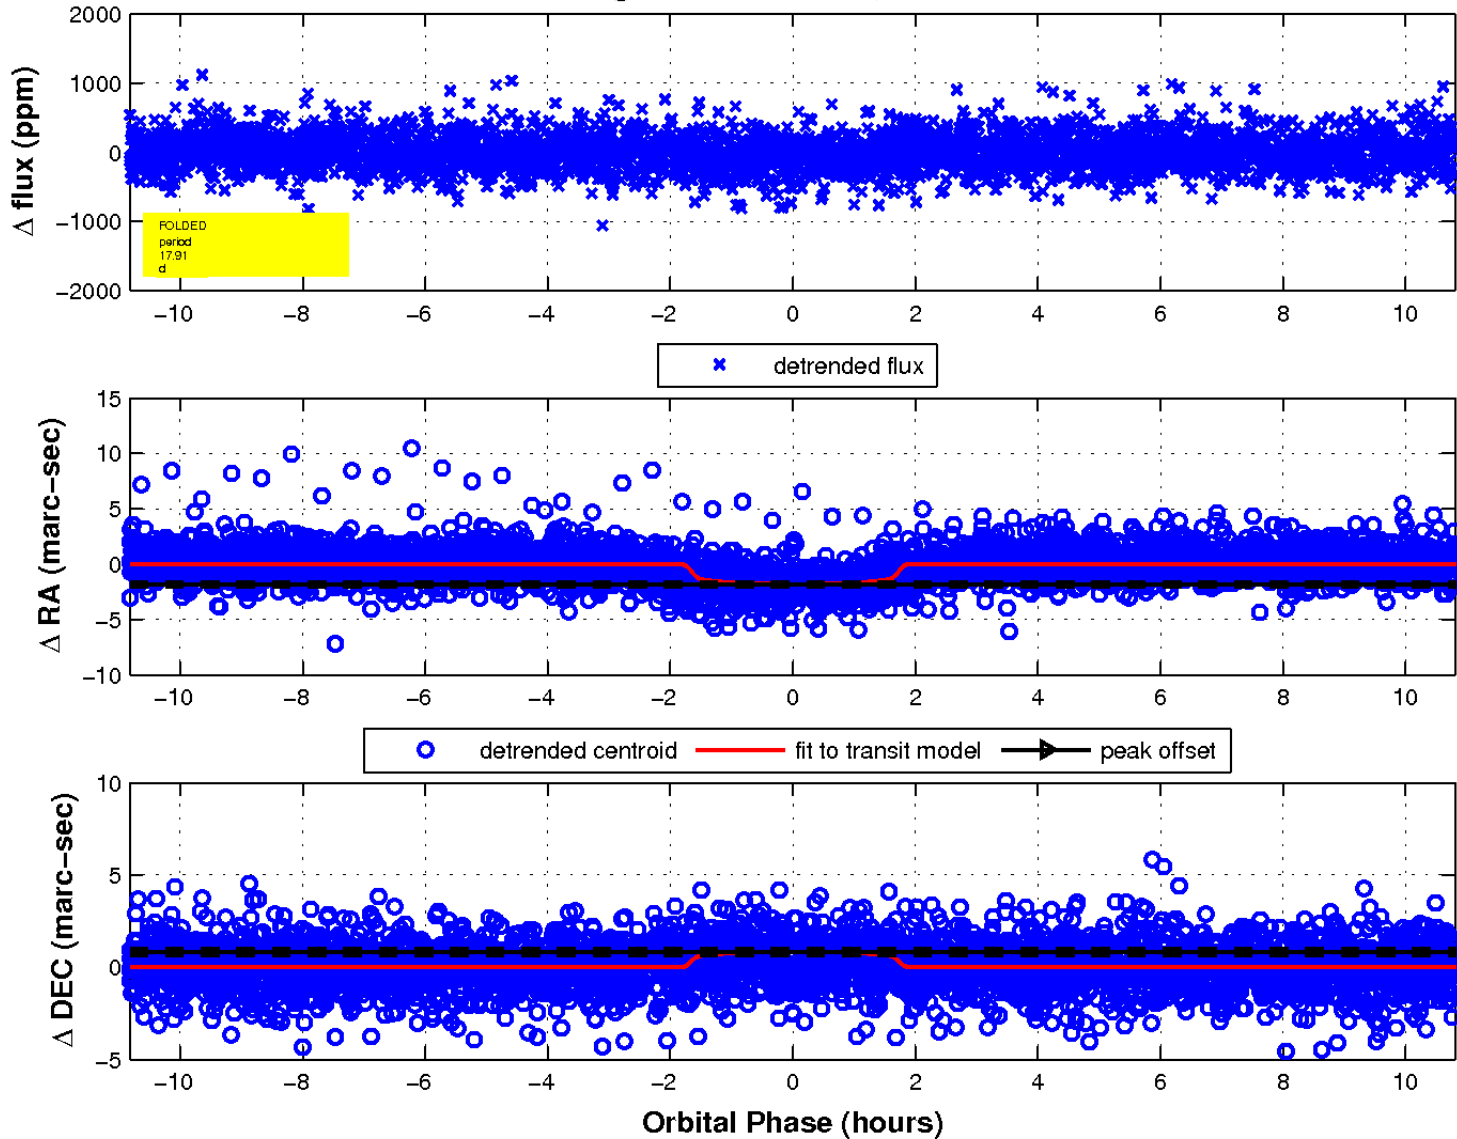 2000
1000
0
−1000
−2000
Δ flux (ppm)
FOLDED
period
17.91
d
−10 −8 −6 −4 −2 0 2 4 6 8 10
detrended flux
15
10
5
0
−5
−10
Δ RA (marc−sec)
−10 −8 −6 −4 −2 0 2 4 6 8 10
detrended centroid fit to transit model peak offset
10
5
0
−5
Δ DEC (marc−sec)
−10 −8 −6 −4 −2 0 2 4 6 8 10
Orbital Phase (hours)